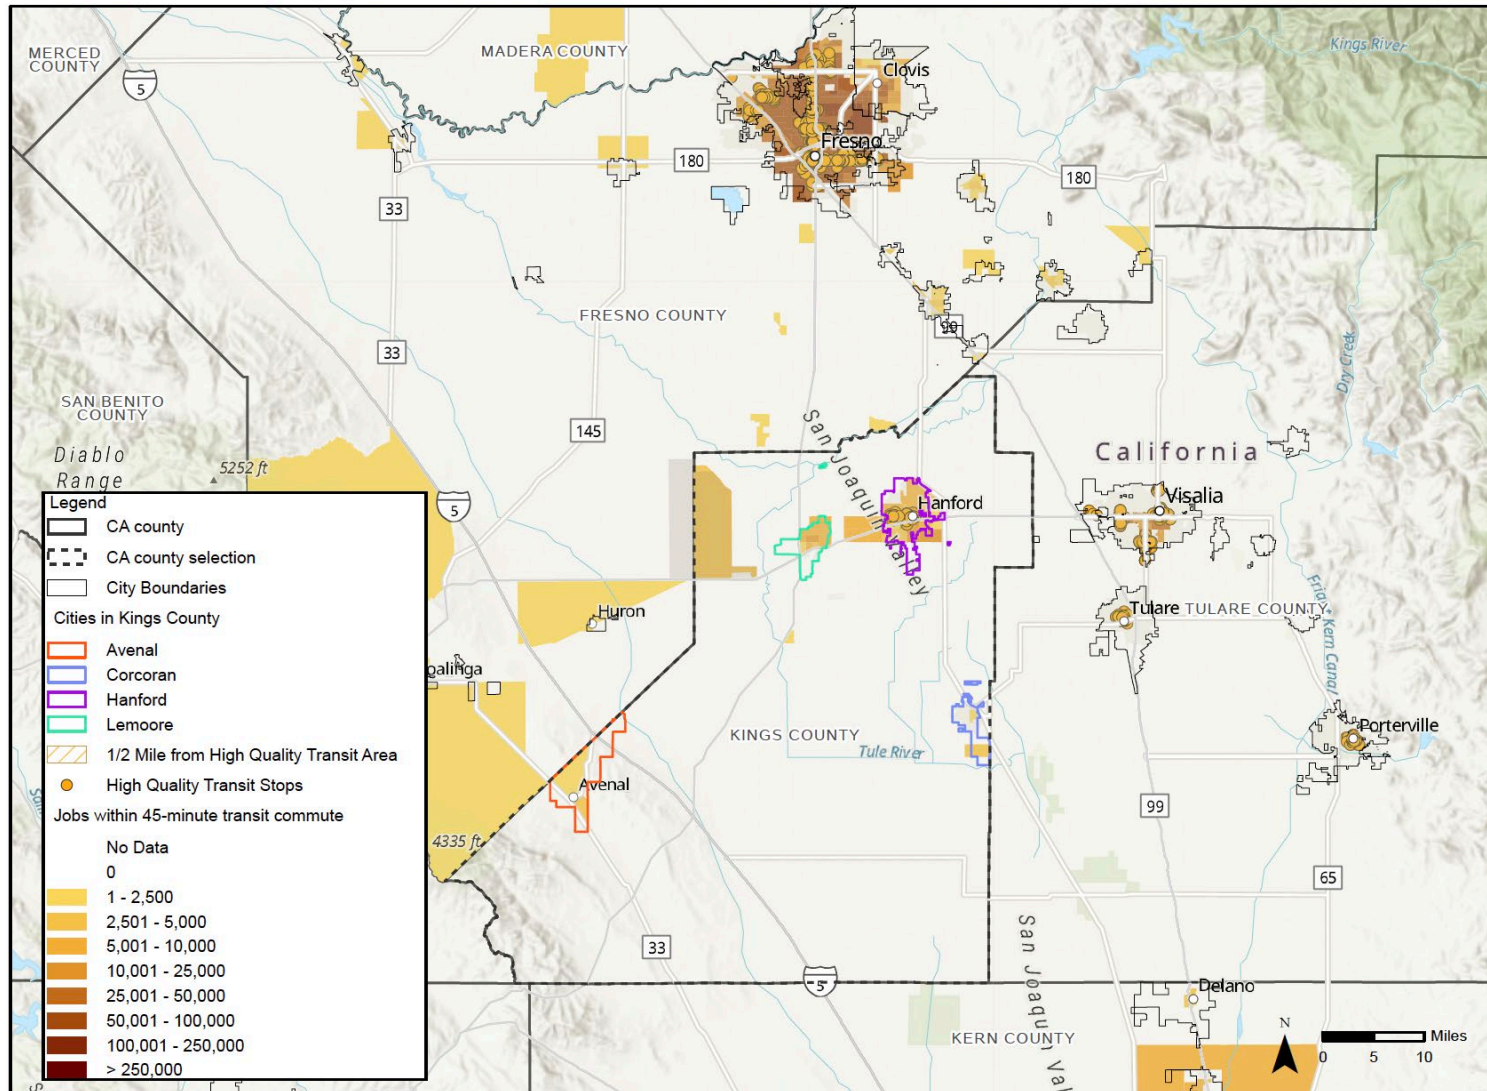 MERCED
COUNTY
MADERA COUNTY
Kings River
5
Clovis
Fresno
180
180
33
FRESNO COUNTY
99
33
Dry Creek
SAN BENITO
COUNTY
145
Diablo
Range
5252 ft
California
San Joaquin Valley
5
Hanford
Visalia
Huron
Tulare
TULARE COUNTY
Friant Kern Canal
oalinga
KINGS COUNTY
Tule River
Porterville
Avenal
99
4335 ft
65
33
San Joaquin Val
5
Delano
KERN COUNTY
N
Miles
0 5 10
Legend
CA county
CA county selection
City Boundaries
Cities in Kings County
Avenal
Corcoran
Hanford
Lemoore
1/2 Mile from High Quality Transit Area
High Quality Transit Stops
Jobs within 45-minute transit commute
No Data
0
1 - 2,500
2,501 - 5,000
5,001 - 10,000
10,001 - 25,000
25,001 - 50,000
50,001 - 100,000
100,001 - 250,000
> 250,000